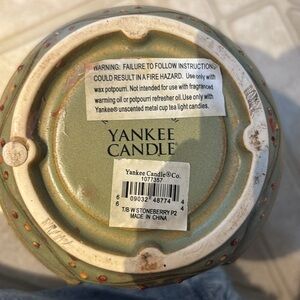 WARNING: FAILURE TO FOLLOW INSTRUCTIONS
COULD RESULT IN A FIRE HAZARD. Use only with
wax potpourri. Not intended for use with fragranced
warming oil or potpourri refresher oil. Use only with
Yankee® unscented metal cup tea light candles.
YANKEE
CANDLE
Yankee Candle®Co.
1077357
6 09032 48774 4
T/B W STONEBERRY P2
MADE IN CHINA